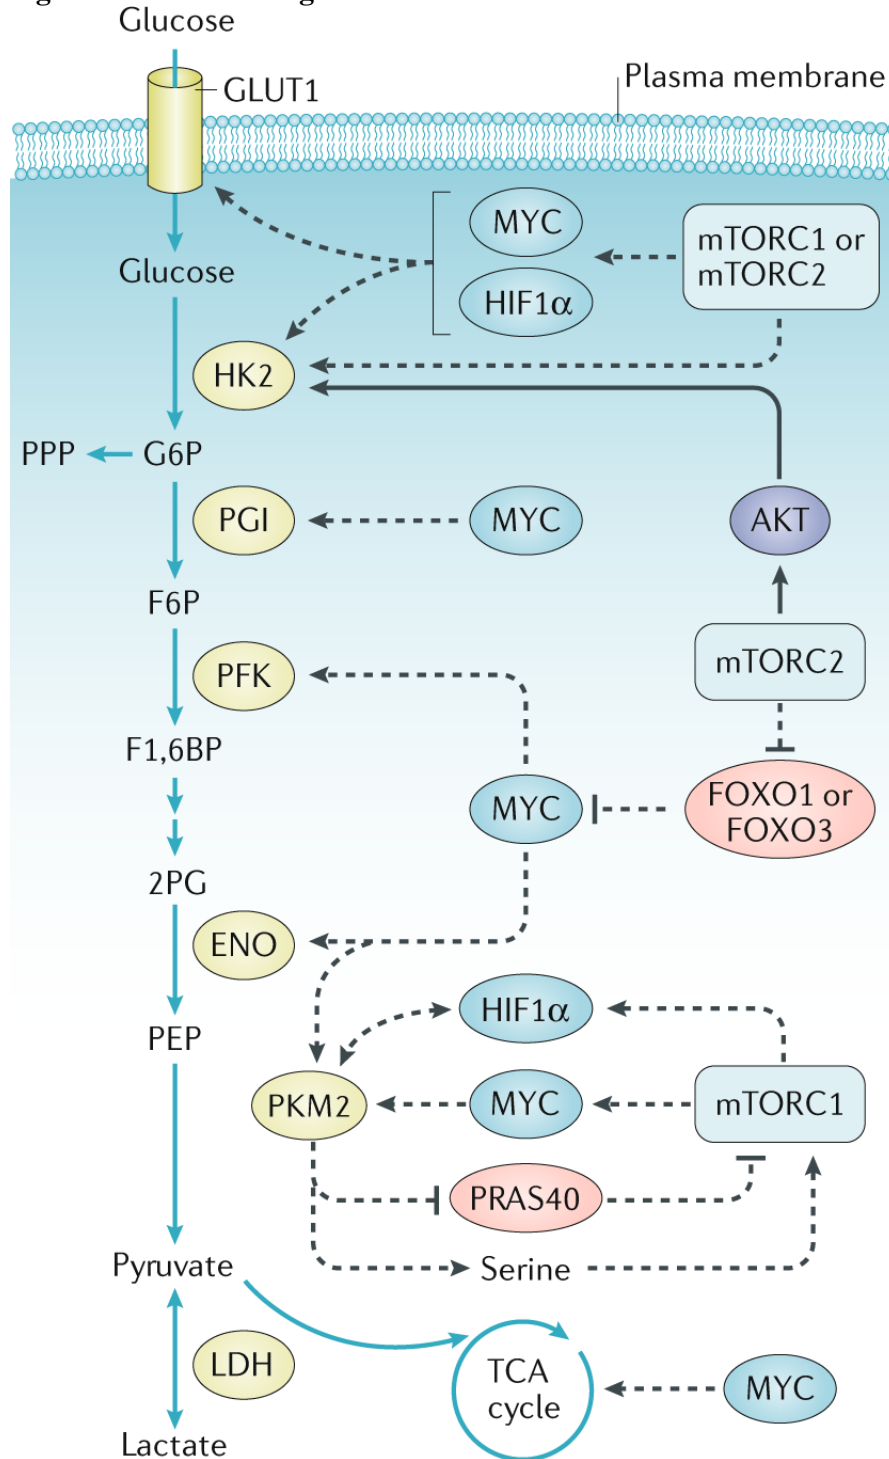 Glucose
GLUT1
Plasma membrane
MYC
HIF1α
mTORC1 or
mTORC2
Glucose
HK2
PPP
G6P
PGI
MYC
AKT
F6P
PFK
mTORC2
F1,6BP
MYC
FOXO1 or
FOXO3
2PG
ENO
HIF1α
PEP
PKM2
MYC
mTORC1
PRAS40
Pyruvate
Serine
LDH
TCA
cycle
MYC
Lactate